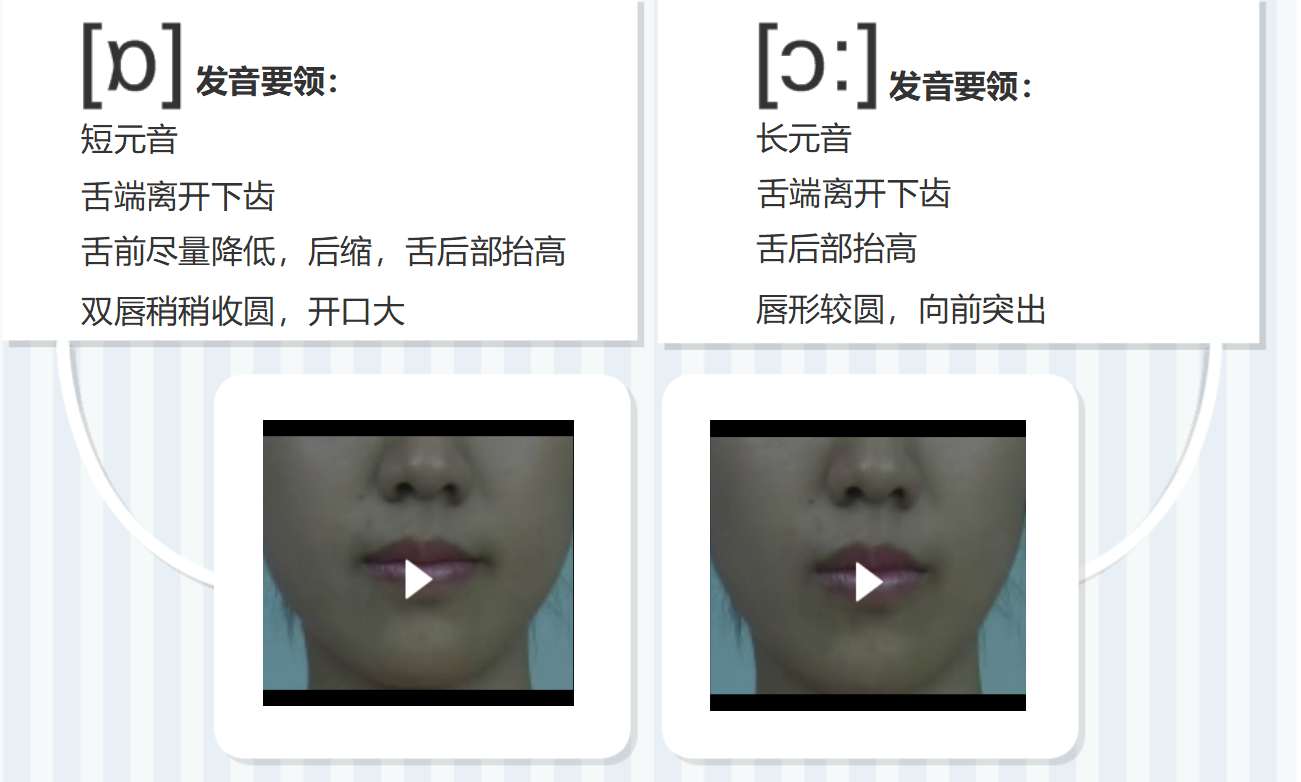 [ɒ] 发音要领：
短元音
舌端离开下齿
舌前尽量降低，后缩，舌后部抬高
双唇稍稍收圆，开口大
[ɔ:] 发音要领：
长元音
舌端离开下齿
舌后部抬高
唇形较圆，向前突出